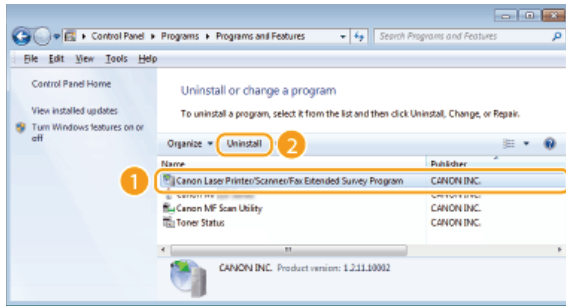 Control Panel ▸ Programs ▸ Programs and Features
Search Programs and Features
File Edit View Tools Help
Control Panel Home
View installed updates
Turn Windows features on or off
Uninstall or change a program
To uninstall a program, select it from the list and then click Uninstall, Change, or Repair.
Organize Uninstall 2
Name Publisher
1 Canon Laser Printer/Scanner/Fax Extended Survey Program CANON INC.
CANON INC.
Canon MF Scan Utility CANON INC.
Toner Status CANON INC.
CANON INC. Product version: 1.2.11.10002